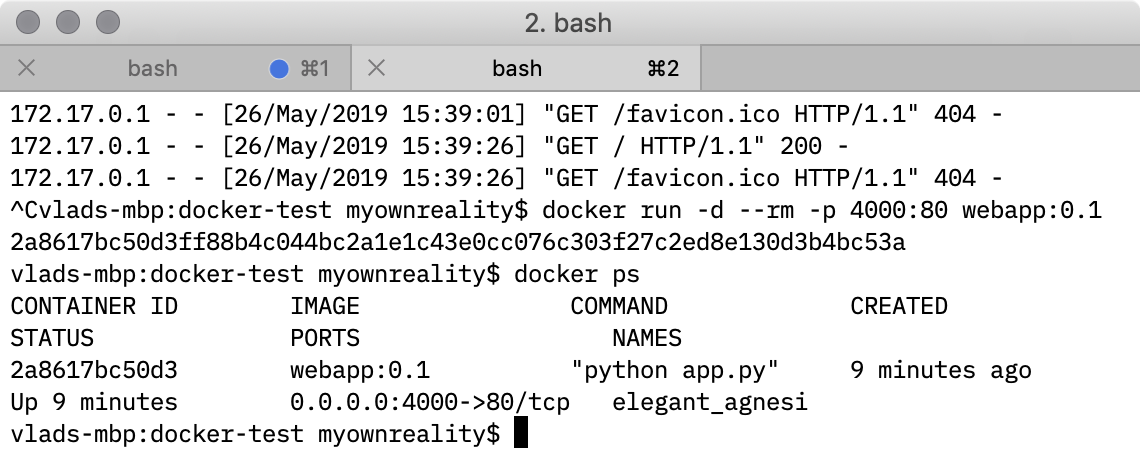 2. bash
bash ⌘1 bash ⌘2
172.17.0.1 - - [26/May/2019 15:39:01] "GET /favicon.ico HTTP/1.1" 404 -
172.17.0.1 - - [26/May/2019 15:39:26] "GET / HTTP/1.1" 200 -
172.17.0.1 - - [26/May/2019 15:39:26] "GET /favicon.ico HTTP/1.1" 404 -
^Cvlads-mbp:docker-test myownreality$ docker run -d --rm -p 4000:80 webapp:0.1
2a8617bc50d3ff88b4c044bc2a1e1c43e0cc076c303f27c2ed8e130d3b4bc53a
vlads-mbp:docker-test myownreality$ docker ps
CONTAINER ID        IMAGE               COMMAND             CREATED
STATUS              PORTS                  NAMES
2a8617bc50d3        webapp:0.1          "python app.py"     9 minutes ago
Up 9 minutes        0.0.0.0:4000->80/tcp   elegant_agnesi
vlads-mbp:docker-test myownreality$